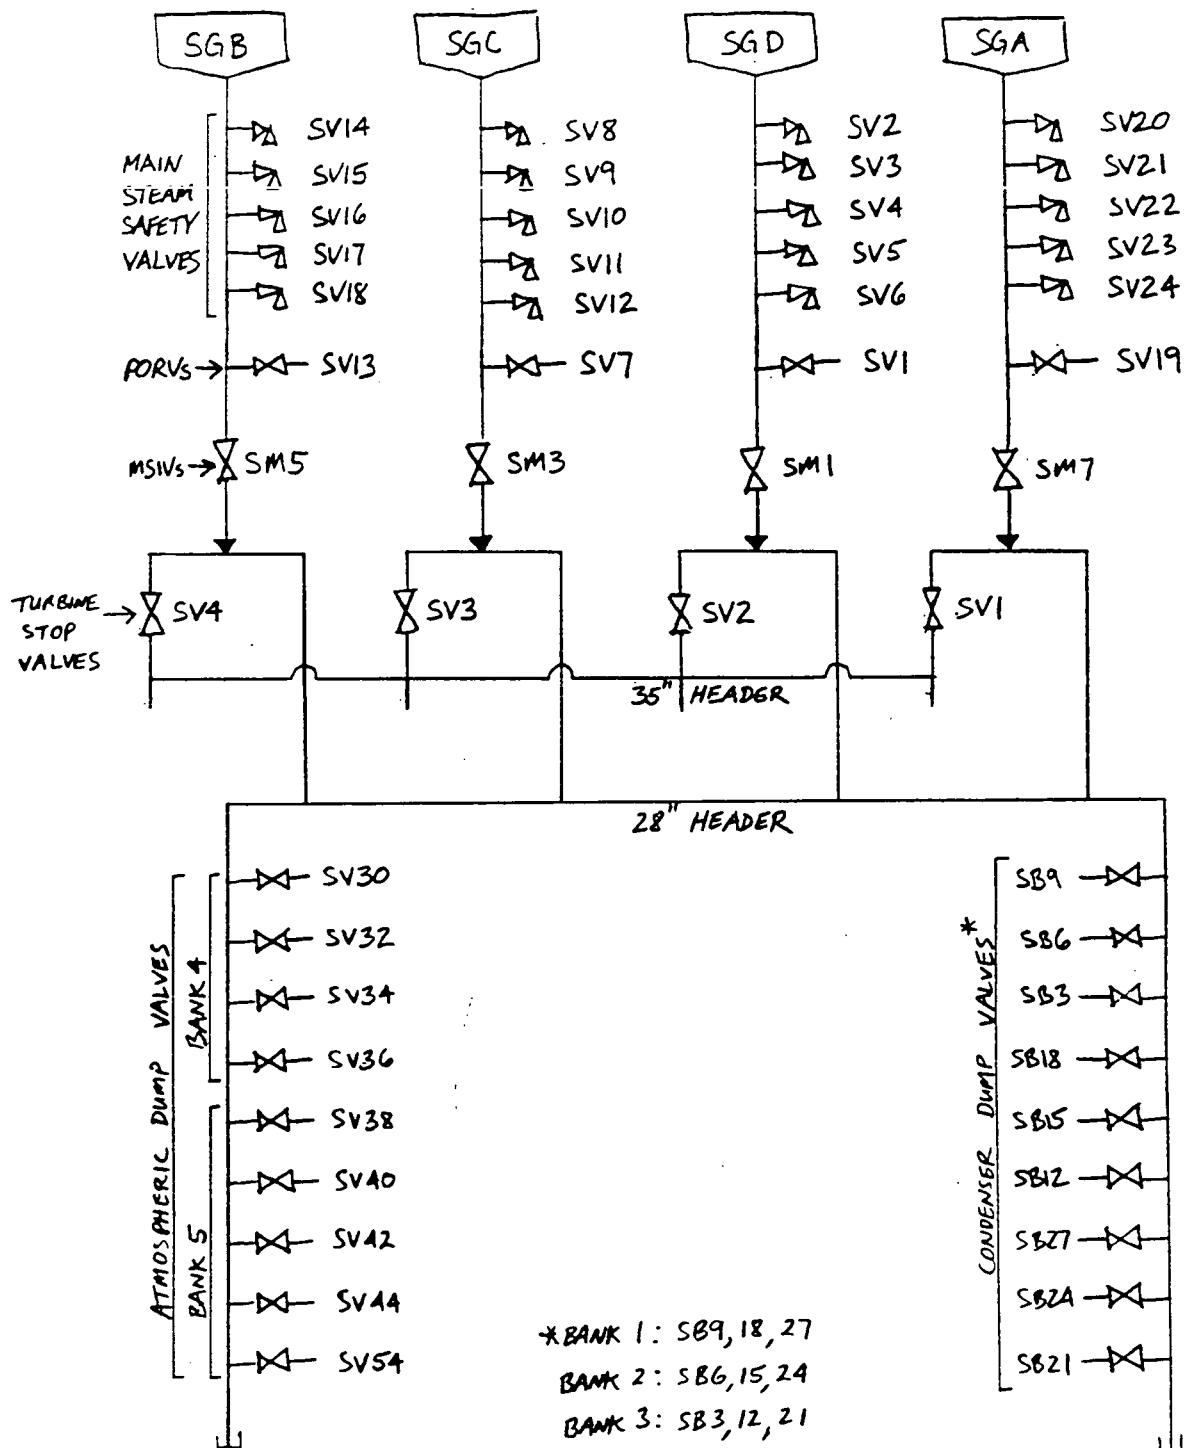 SGB
SGC
SGD
SGA
SV14
SV8
SV2
SV20
MAIN
STEAM
SAFETY
VALVES
SV15
SV9
SV3
SV21
SV16
SV10
SV4
SV22
SV17
SV11
SV5
SV23
SV18
SV12
SV6
SV24
PORVs
SV13
SV7
SV1
SV19
MSIVs
SM5
SM3
SM1
SM7
TURBINE
STOP
VALVES
SV4
SV3
SV2
SV1
35" HEADER
28" HEADER
ATMOSPHERIC DUMP VALVES
BANK 4
BANK 5
SV30
SV32
SV34
SV36
SV38
SV40
SV42
SV44
SV54
CONDENSER DUMP VALVES*
SB9
SB6
SB3
SB18
SB15
SB12
SB27
SB24
SB21
*BANK 1: SB9, 18, 27
BANK 2: SB6, 15, 24
BANK 3: SB3, 12, 21